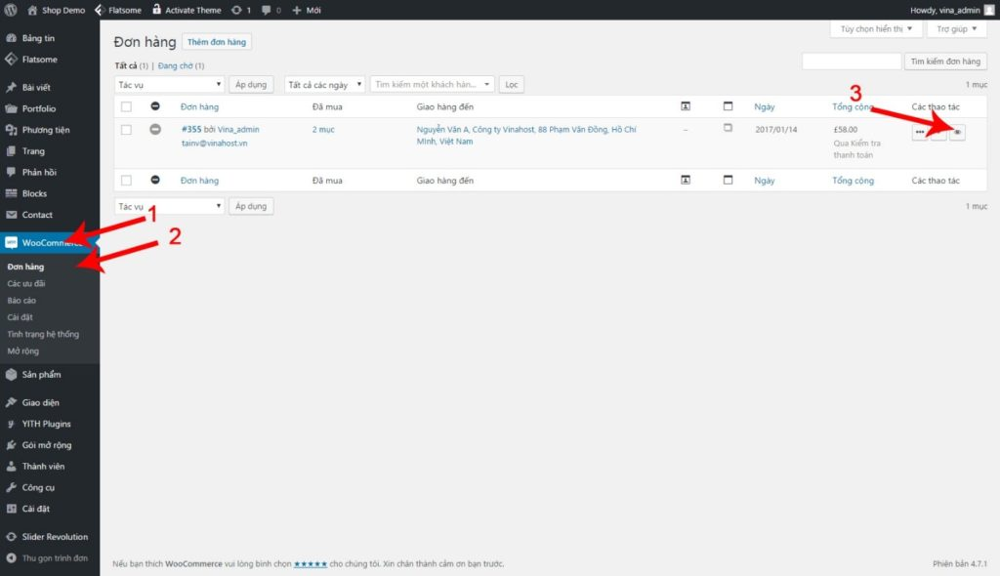 Shop Demo Flatsome Activate Theme 1 0 Mới Howdy, vina_admin
Tùy chọn hiển thị Trợ giúp
Bảng tin
Flatsome
Bài viết
Portfolio
Phương tiện
Trang
Phản hồi
Blocks
Contact
WooCommerce
Đơn hàng
Các ưu đãi
Báo cáo
Cài đặt
Tình trạng hệ thống
Mở rộng
Sản phẩm
Giao diện
YITH Plugins
Gói mở rộng
Thành viên
Công cụ
Cài đặt
Slider Revolution
Thu gọn trình đơn
Đơn hàng Thêm đơn hàng
Tất cả (1) | Đang chờ (1)
Tìm kiếm đơn hàng
Tác vụ Áp dụng Tất cả các ngày Tìm kiếm một khách hàn... Lọc 1 mục
3
Đơn hàng Đã mua Giao hàng đến Ngày Tổng cộng Các thao tác
#355 bởi Vina_admin 2 mục Nguyễn Văn A, Công ty Vinahost, 88 Phạm Văn Đồng, Hồ Chí – 2017/01/14 £58.00
tainv@vinahost.vn Minh, Việt Nam Qua Kiểm tra
thanh toán
Đơn hàng Đã mua Giao hàng đến Ngày Tổng cộng Các thao tác
Tác vụ Áp dụng 1 mục
1
2
Nếu bạn thích WooCommerce vui lòng bình chọn ★★★★★ cho chúng tôi. Xin chân thành cảm ơn bạn trước. Phiên bản 4.7.1